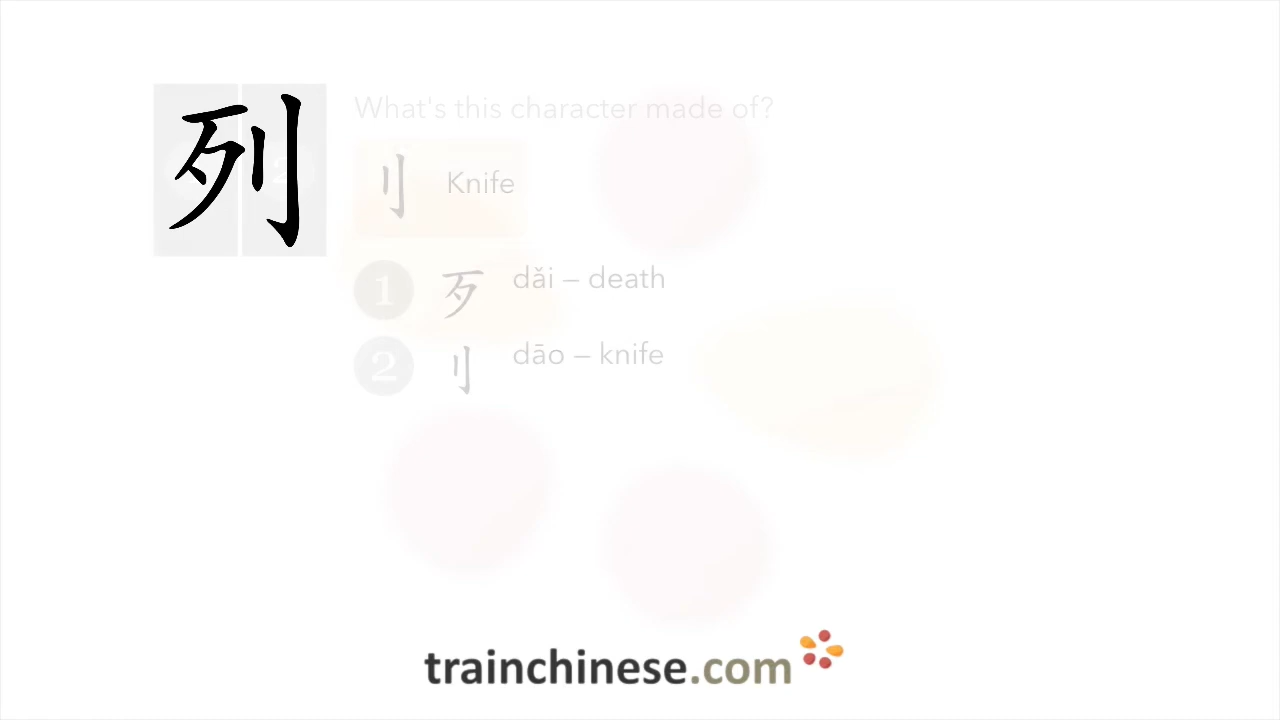 列
What's this character made of?
刂 Knife
1 歹 dǎi – death
2 刂 dāo – knife
trainchinese.com